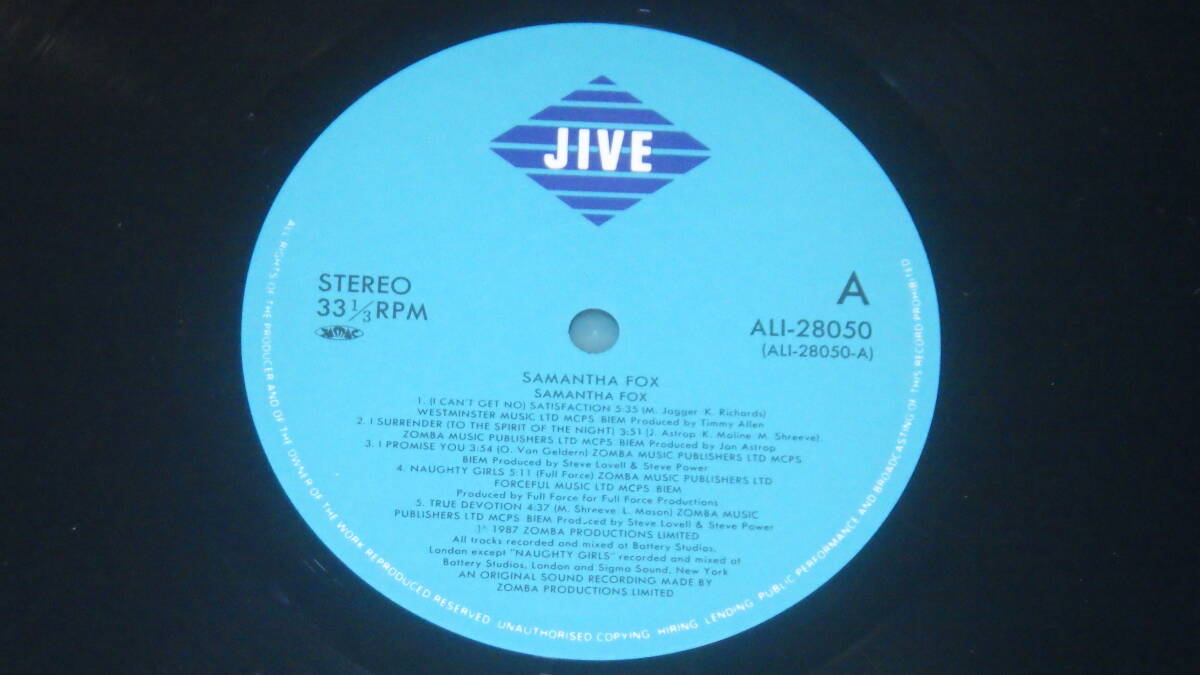 JIVE
STEREO
33 1/3 RPM
A
ALI-28050
(ALI-28050-A)
SAMANTHA FOX
SAMANTHA FOX
1. (I CAN'T GET NO) SATISFACTION 5:35 (M. Jagger K. Richards)
WESTMINSTER MUSIC LTD MCPS BIEM Produced by Timmy Allen
2. I SURRENDER (TO THE SPIRIT OF THE NIGHT) 3:51 (J. Astrop K. Maline M. Shreeve).
ZOMBA MUSIC PUBLISHERS LTD MCPS BIEM Produced by Jon Astrop
3. I PROMISE YOU 3:54 (O. Van Geldern) ZOMBA MUSIC PUBLISHERS LTD MCPS
BIEM Produced by Steve Lovell & Steve Power
4. NAUGHTY GIRLS 5:11 (Full Force) ZOMBA MUSIC PUBLISHERS LTD
FORCEFUL MUSIC LTD MCPS BIEM
Produced by Full Force for Full Force Productions
5. TRUE DEVOTION 4:37 (M. Shreeve L. Mason) ZOMBA MUSIC
PUBLISHERS LTD MCPS BIEM Produced by Steve Lovell & Steve Power
1987 ZOMBA PRODUCTIONS LIMITED
All tracks recorded and mixed at Battery Studios,
London except "NAUGHTY GIRLS" recorded and mixed at
Battery Studios, London and Sigma Sound, New York
AN ORIGINAL SOUND RECORDING MADE BY
ZOMBA PRODUCTIONS LIMITED
ALL RIGHTS OF THE PRODUCER AND OF THE OWNER OF THE WORK REPRODUCED RESERVED. UNAUTHORISED COPYING. HIRING. LENDING. PUBLIC PERFORMANCE AND BROADCASTING OF THIS RECORD PROHIBITED